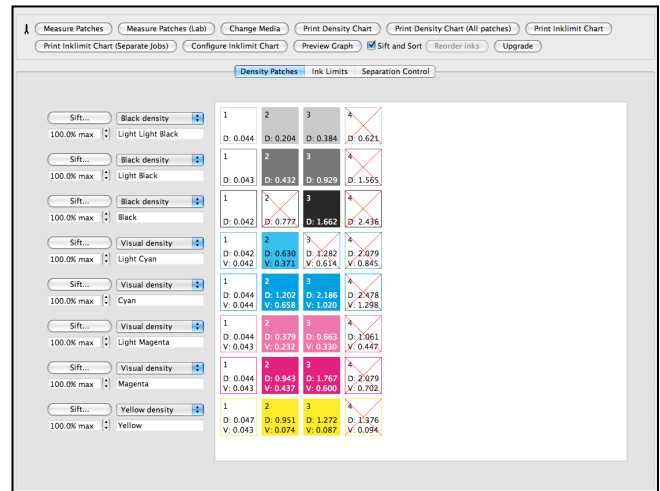 Measure Patches Measure Patches (Lab) Change Media Print Density Chart Print Density Chart (All patches) Print Inklimit Chart
Print Inklimit Chart (Separate Jobs) Configure Inklimit Chart Preview Graph Sift and Sort Reorder inks Upgrade
Density Patches Ink Limits Separation Control
Sift... Black density 1 2 3 4
100.0% max Light Light Black D: 0.044 D: 0.204 D: 0.384 D: 0.621
Sift... Black density 1 2 3 4
100.0% max Light Black D: 0.043 D: 0.432 D: 0.929 D: 1.565
Sift... Black density 1 2 3 4
100.0% max Black D: 0.042 D: 0.777 D: 1.662 D: 2.436
Sift... Visual density 1 2 3 4
D: 0.042 D: 0.630 D: 1.282 D: 2.079
100.0% max Light Cyan V: 0.042 V: 0.371 V: 0.614 V: 0.845
Sift... Visual density 1 2 3 4
D: 0.044 D: 1.202 D: 2.186 D: 2.478
100.0% max Cyan V: 0.044 V: 0.658 V: 1.020 V: 1.298
Sift... Visual density 1 2 3 4
D: 0.044 D: 0.379 D: 0.663 D: 1.061
100.0% max Light Magenta V: 0.043 V: 0.232 V: 0.330 V: 0.447
Sift... Visual density 1 2 3 4
D: 0.044 D: 0.943 D: 1.767 D: 2.079
100.0% max Magenta V: 0.043 V: 0.437 V: 0.600 V: 0.702
Sift... Yellow density 1 2 3 4
D: 0.047 D: 0.951 D: 1.272 D: 1.376
100.0% max Yellow V: 0.043 V: 0.074 V: 0.087 V: 0.094